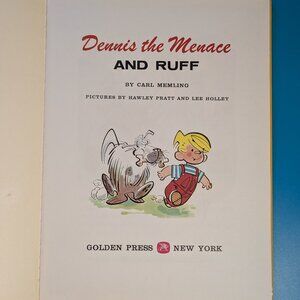 Dennis the Menace
AND RUFF
BY CARL MEMLING
PICTURES BY HAWLEY PRATT AND LEE HOLLEY
GOLDEN PRESS NEW YORK